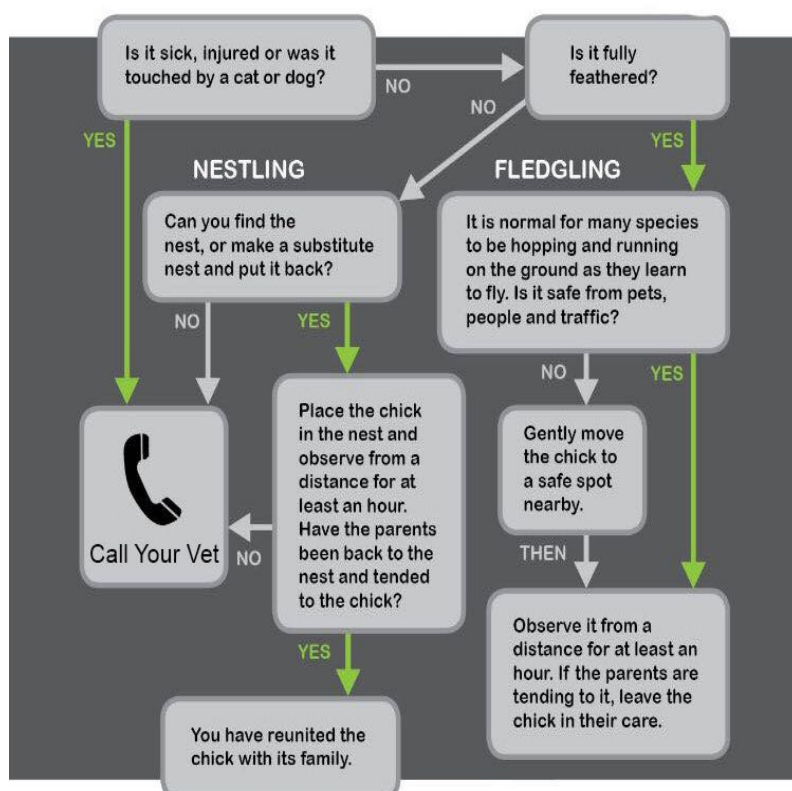 Is it sick, injured or was it
touched by a cat or dog?
NO
Is it fully
feathered?
YES
NO
YES
NESTLING
FLEDGLING
Can you find the
nest, or make a substitute
nest and put it back?
It is normal for many species
to be hopping and running
on the ground as they learn
to fly. Is it safe from pets,
people and traffic?
NO
YES
NO
YES
Call Your Vet
NO
Place the chick
in the nest and
observe from a
distance for at
least an hour.
Have the parents
been back to the
nest and tended
to the chick?
Gently move
the chick to
a safe spot
nearby.
THEN
YES
Observe it from a
distance for at least an
hour. If the parents are
tending to it, leave the
chick in their care.
You have reunited the
chick with its family.